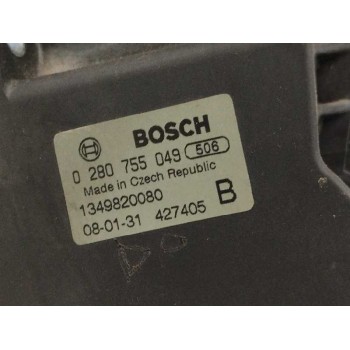 BOSCH
0 280 755 049 506
Made in Czech Republic
1349820080
08-01-31 427405 B